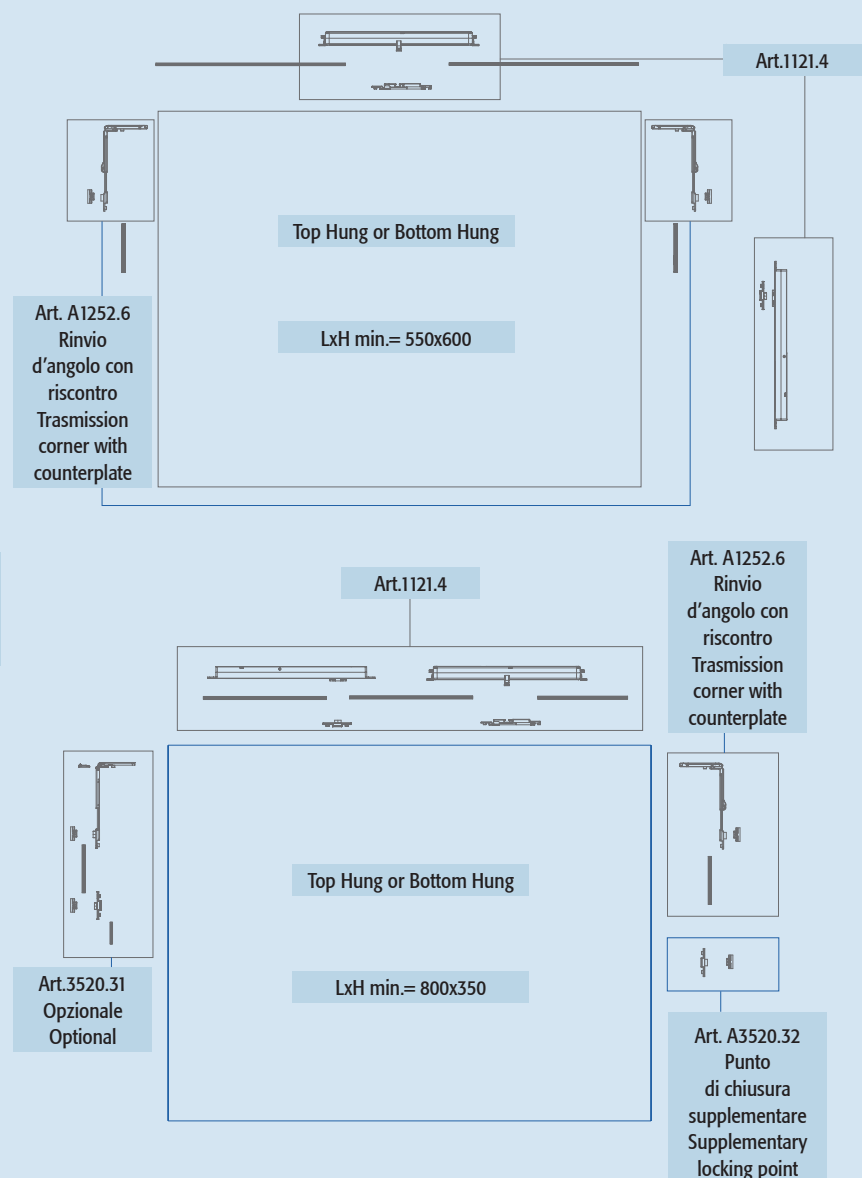 Art.1121.4
Top Hung or Bottom Hung
LxH min.= 550x600
Art. A1252.6
Rinvio
d'angolo con
riscontro
Trasmission
corner with
counterplate
Art.1121.4
Art. A1252.6
Rinvio
d'angolo con
riscontro
Trasmission
corner with
counterplate
Top Hung or Bottom Hung
LxH min.= 800x350
Art.3520.31
Opzionale
Optional
Art. A3520.32
Punto
di chiusura
supplementare
Supplementary
locking point